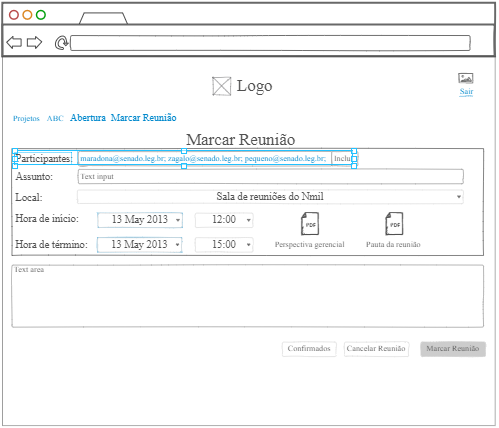 Logo
Sair
Projetos ABC Abertura Marcar Reunião
Marcar Reunião
Participantes: maradona@senado.leg.br; zagalo@senado.leg.br; pequeno@senado.leg.br;
Assunto: Text input
Local: Sala de reuniões do Nmil
Hora de início: 13 May 2013 12:00
PDF PDF
Hora de término: 13 May 2013 15:00 Perspectiva gerencial Pauta da reunião
Text area
Confirmados Cancelar Reunião Marcar Reunião